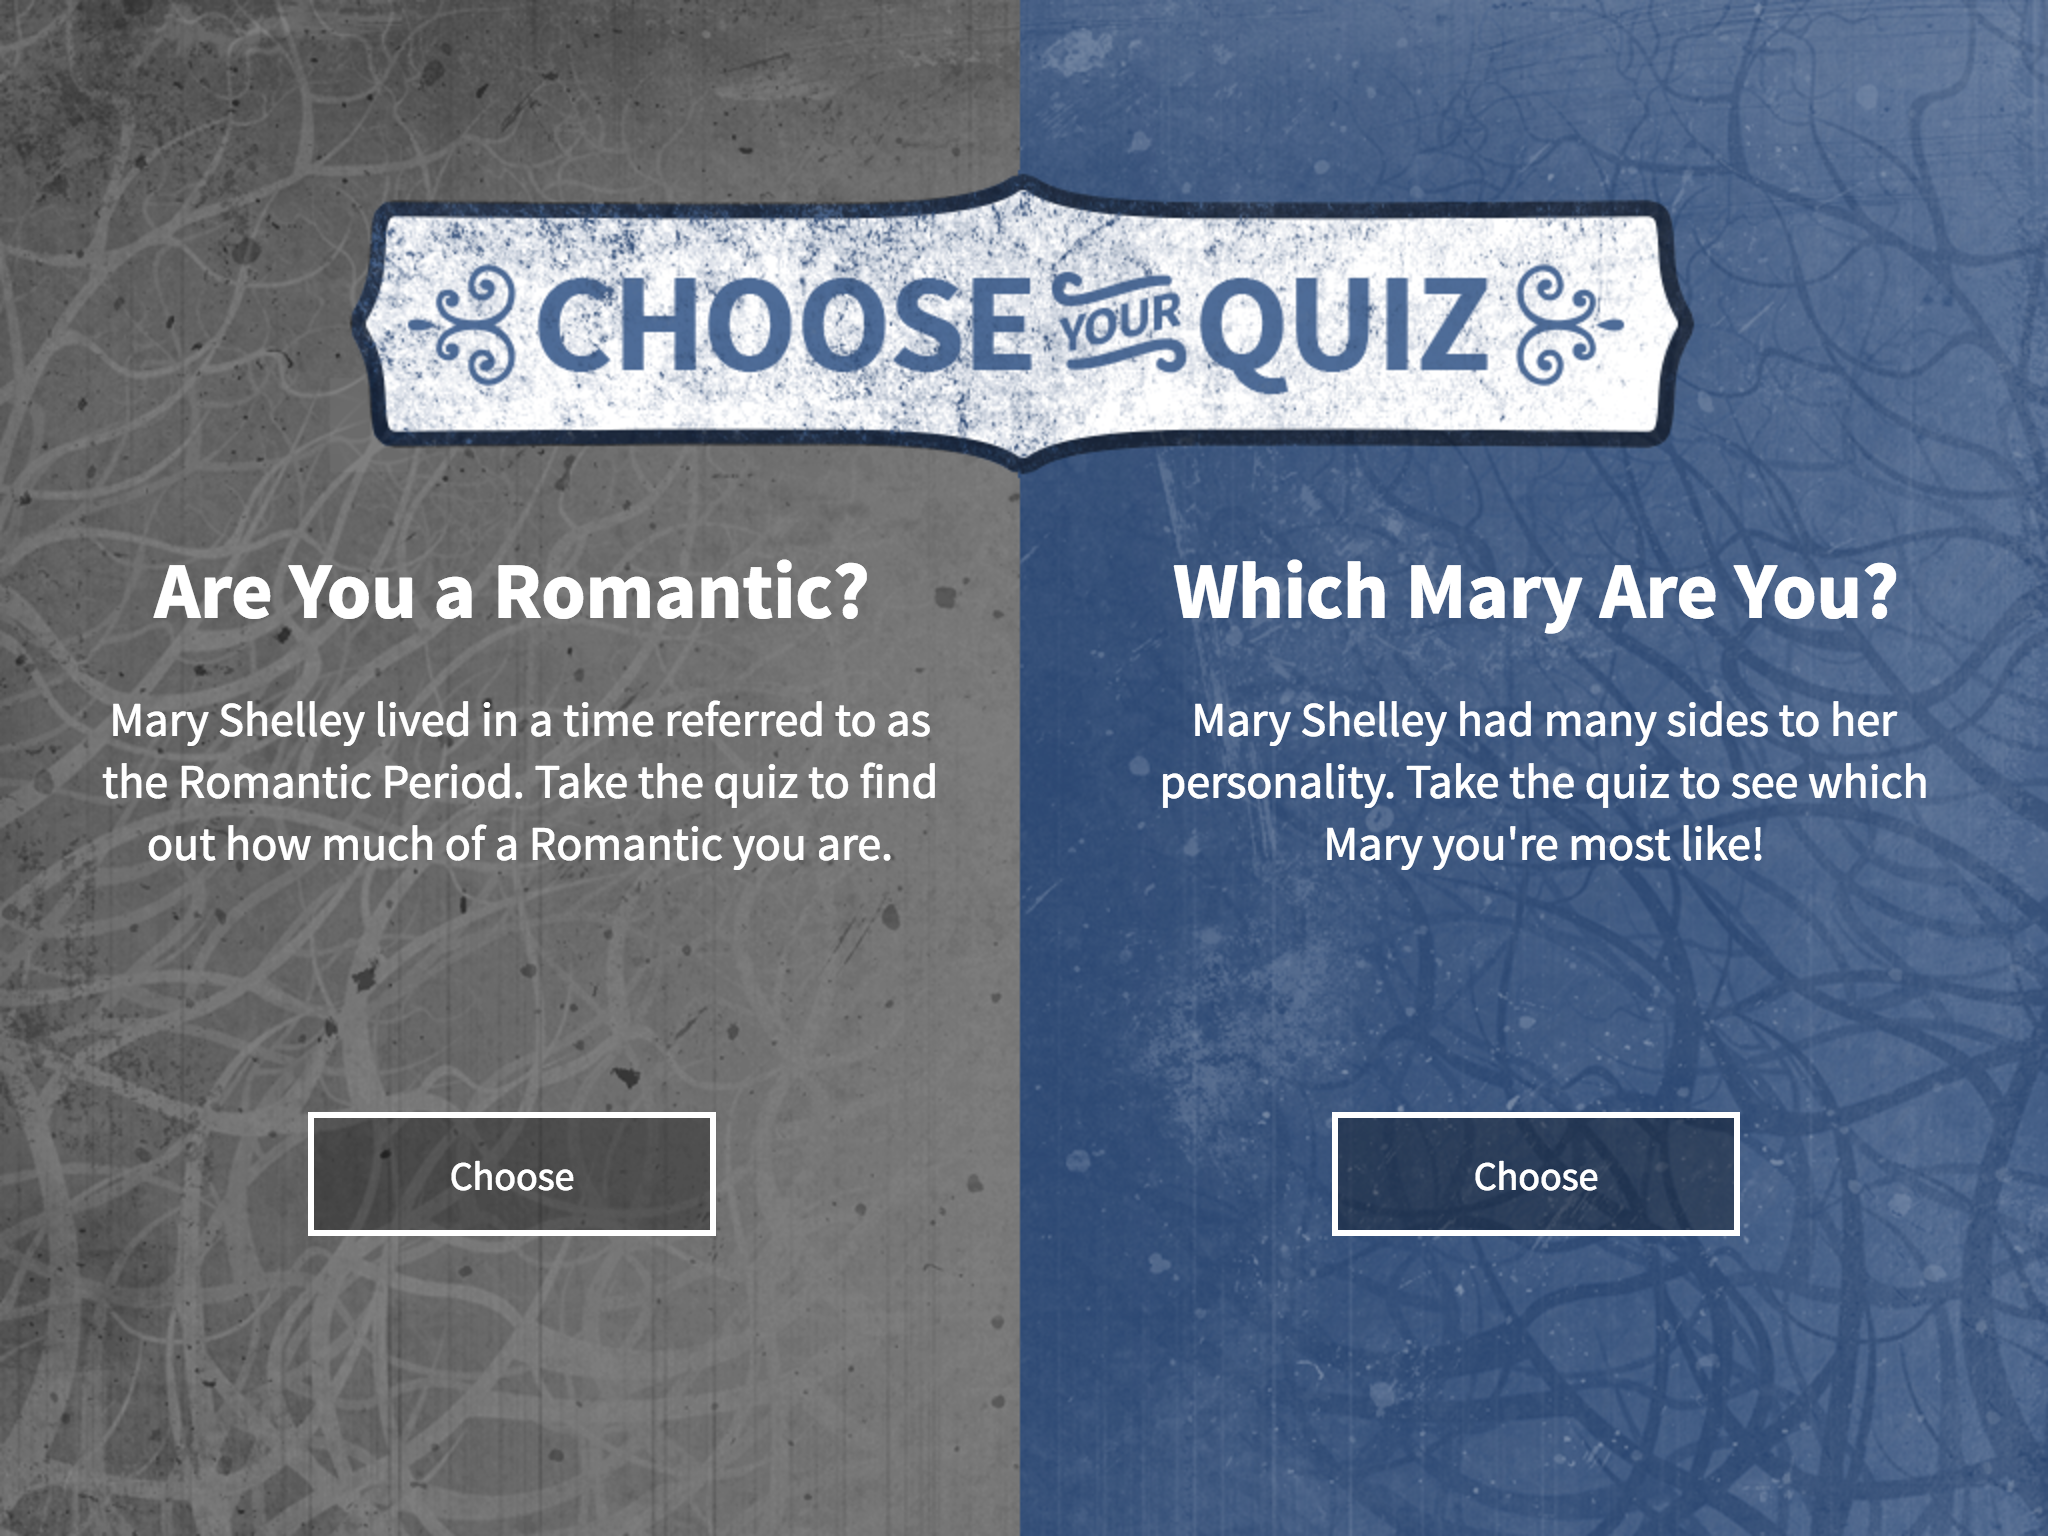 CHOOSE YOUR QUIZ
Are You a Romantic?
Mary Shelley lived in a time referred to as
the Romantic Period. Take the quiz to find
out how much of a Romantic you are.
Choose
Which Mary Are You?
Mary Shelley had many sides to her
personality. Take the quiz to see which
Mary you're most like!
Choose